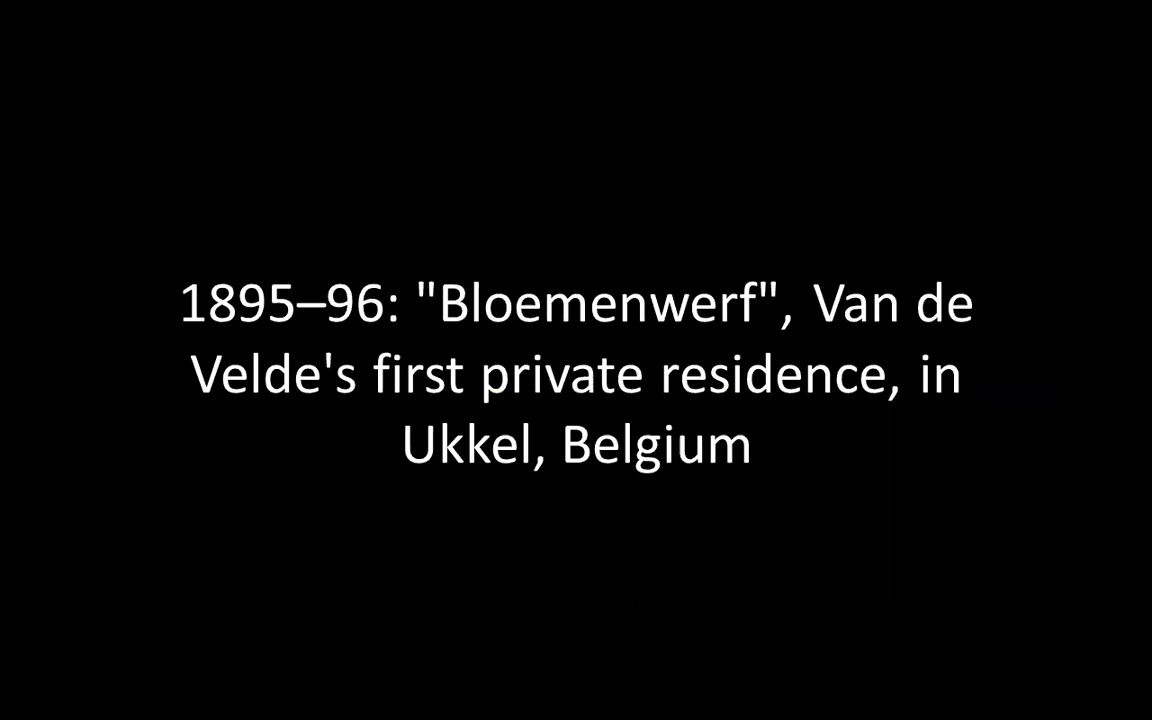 1895–96: "Bloemenwerf", Van de
Velde's first private residence, in
Ukkel, Belgium